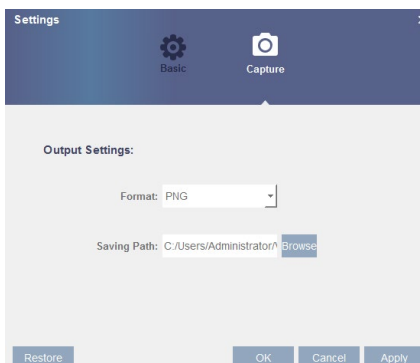 Settings
Basic Capture
Output Settings:
Format: PNG
Saving Path: C:/Users/Administrator/ Browse
Restore OK Cancel Apply